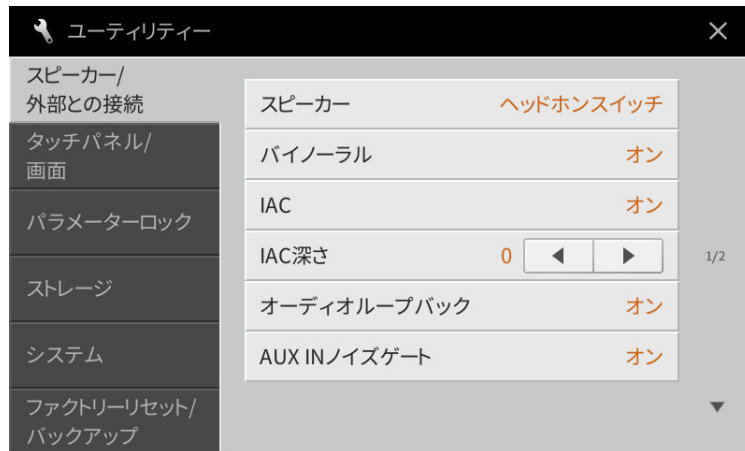 ユーティリティー
スピーカー/
外部との接続
タッチパネル/
画面
パラメーターロック
ストレージ
システム
ファクトリーリセット/
バックアップ
スピーカー ヘッドホンスイッチ
バイノーラル オン
IAC オン
IAC深さ 0
オーディオループバック オン
AUX INノイズゲート オン
1/2